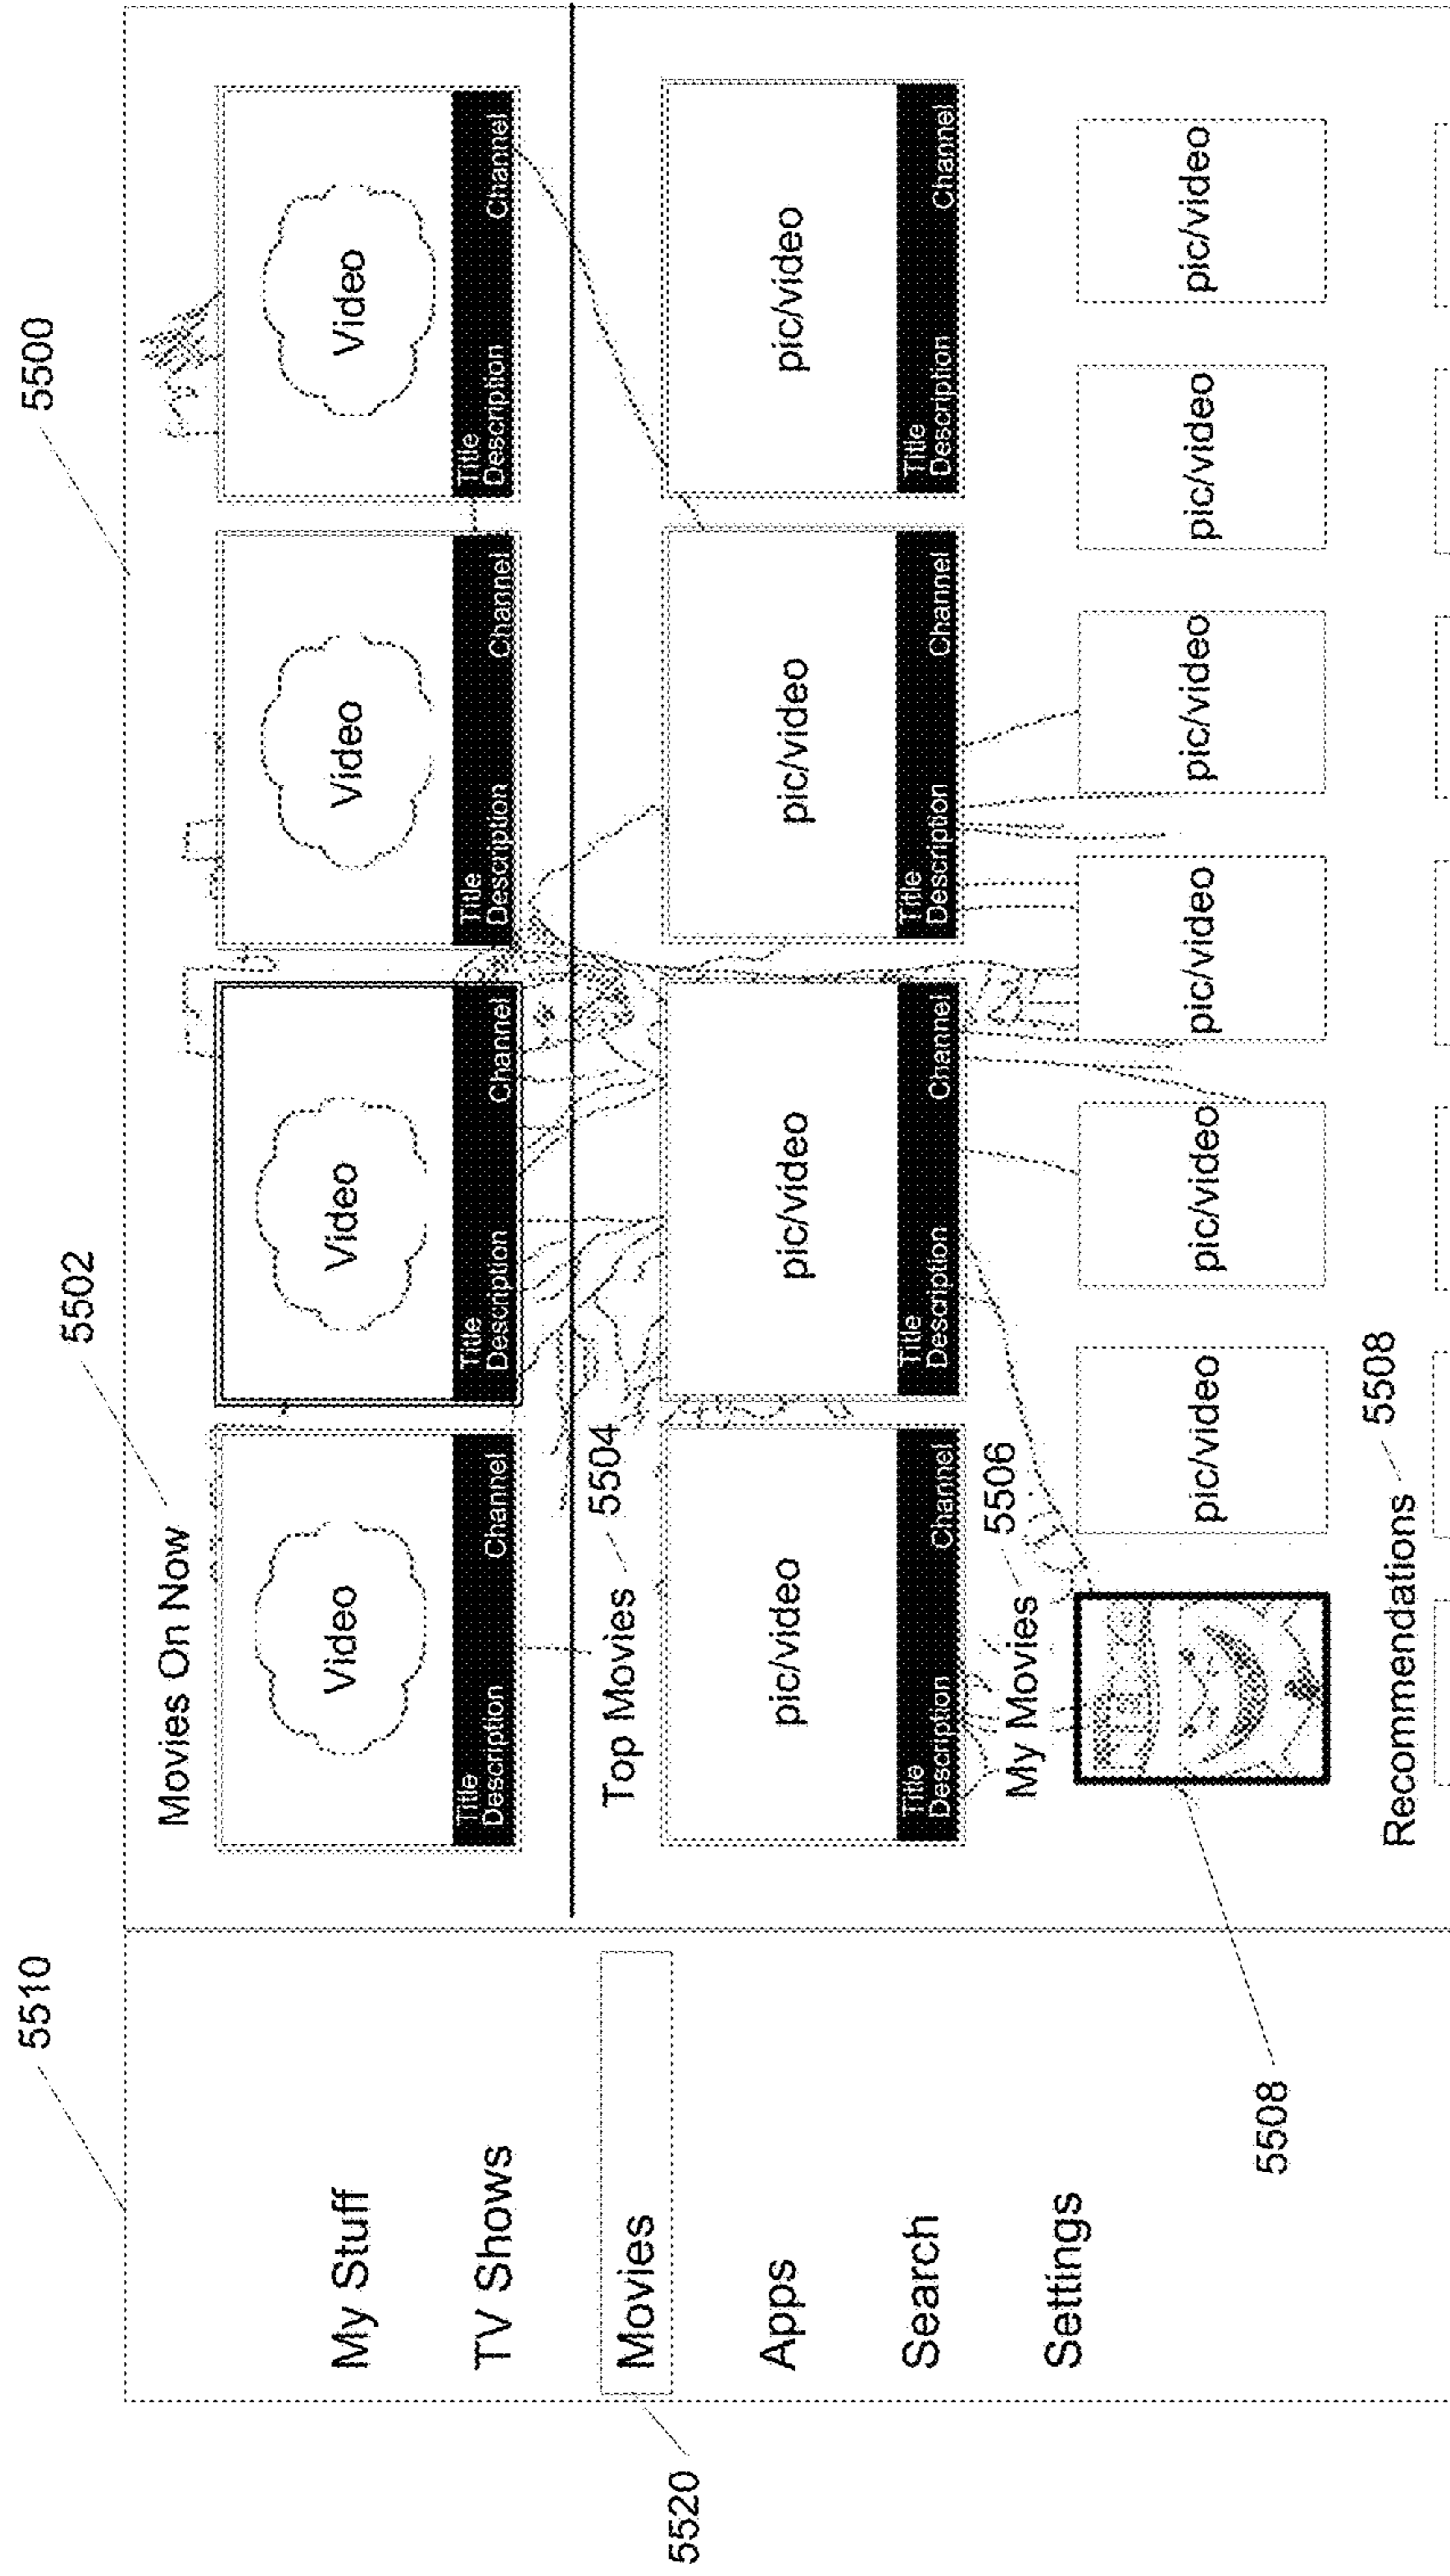 5510
5502
5500
Movies On Now
Video
Video
Video
Video
Title
Description Channel
Title
Description Channel
Title
Description Channel
Title
Description Channel
My Stuff
TV Shows
Movies
Apps
Search
Settings
5520
Top Movies 5504
pic/video
pic/video
pic/video
pic/video
Title
Description Channel
Title
Description Channel
Title
Description Channel
Title
Description Channel
My Movies 5506
pic/video
pic/video
pic/video
pic/video
pic/video
pic/video
5508
Recommendations 5508